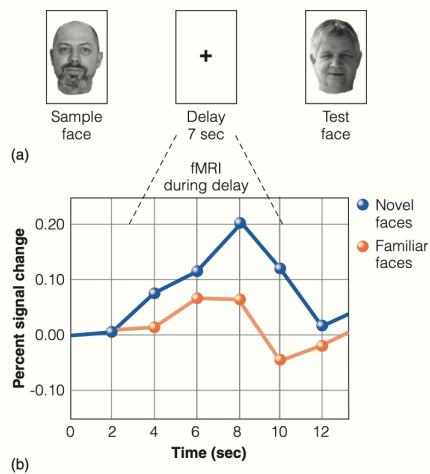 +
Sample
face
Delay
7 sec
Test
face
(a)
fMRI
during delay
Novel
faces
Familiar
faces
Percent signal change
0.20
0.10
0.00
-0.10
0 2 4 6 8 10 12
Time (sec)
(b)